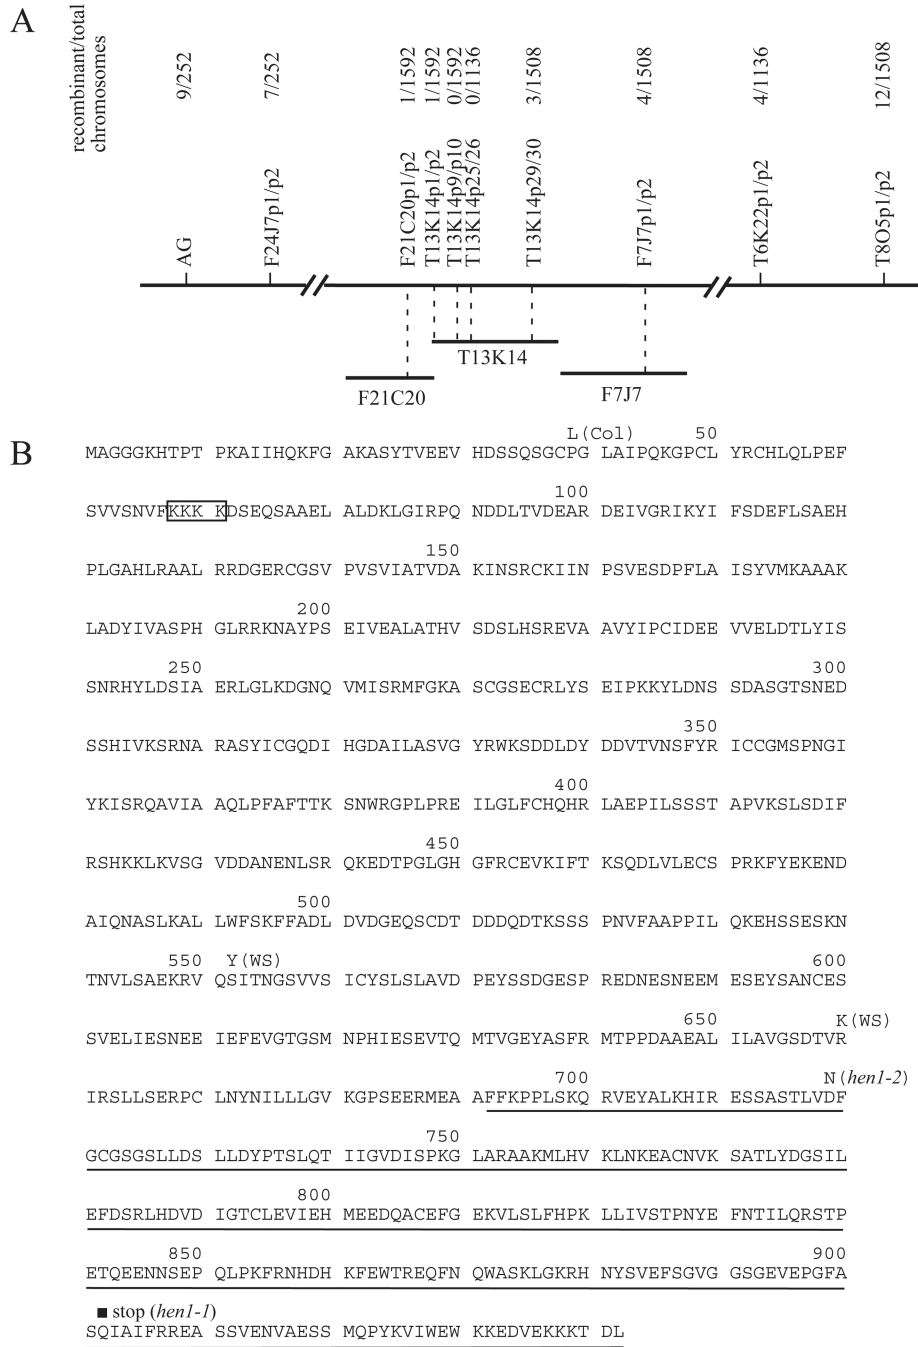 A
recombinant/total chromosomes
9/252
7/252
1/1592
1/1592
0/1592
0/1136
3/1508
4/1508
4/1136
12/1508
AG
F24J7p1/p2
F21C20p1/p2
T13K14p1/p2
T13K14p9/p10
T13K14p25/26
T13K14p29/30
F7J7p1/p2
T6K22p1/p2
T8O5p1/p2
T13K14
F21C20
F7J7
B
L(Col) 50
MAGGGKHTPT PKAIIHQKFG AKASYTVEEV HDSSQSGCPG LAIPQKGPCL YRCHLQLPEF
100
SVVSNVFKKK KDSEQSAAEL ALDKLGIRPQ NDDLTVDEAR DEIVGRIKYI FSDEFLSAEH
150
PLGAHLRAAL RRDGERCGSV PVSVIATVDA KINSRCKIIN PSVESDPFLA ISYVMKAAAK
200
LADYIVASPH GLRRKNAYPS EIVEALATHV SDSLHSREVA AVYIPCIDEE VVELDTLYIS
250 300
SNRHYLDSIA ERLGLKDGNQ VMISRMFGKA SCGSECRLYS EIPKKYLDNS SDASGTSNED
350
SSHIVKSRNA RASYICGQDI HGDAILASVG YRWKSDDLDY DDVTVNSFYR ICCGMSPNGI
400
YKISRQAVIA AQLPFAFTTK SNWRGPLPRE ILGLFCHQHR LAEPILSSST APVKSLSDIF
450
RSHKKLKVSG VDDANENLSR QKEDTPGLGH GFRCEVKIFT KSQDLVLECS PRKFYEKEND
500
AIQNASLKAL LWFSKFFADL DVDGEQSCDT DDDQDTKSSS PNVFAAPPIL QKEHSSESKN
550 Y(WS) 600
TNVLSAEKRV QSITNGSVVS ICYSLSLAVD PEYSSDGESP REDNESNEEM ESEYSANCES
650 K(WS)
SVELIESNEE IEFEVGTGSM NPHIESEVTQ MTVGEYASFR MTPPDAAEAL ILAVGSDTVR
700 N(hen1-2)
IRSLLSERPC LNYNILLLGV KGPSEERMEA AFFKPPLSKQ RVEYALKHIR ESSASTLVDF
750
GCGSGSLLDS LLDYPTSLQT IIGVDISPKG LARAAKMLHV KLNKEACNVK SATLYDGSIL
800
EFDSRLHDVD IGTCLEVIEH MEEDQACEFG EKVLSLFHPK LLIVSTPNYE FNTILQRSTP
850 900
ETQEENNSEP QLPKFRNHDH KFEWTREQFN QWASKLGKRH NYSVEFSGVG GSGEVEPGFA
■ stop (hen1-1)
SQIAIFRREA SSVENVAESS MQPYKVIWEW KKEDVEKKKT DL